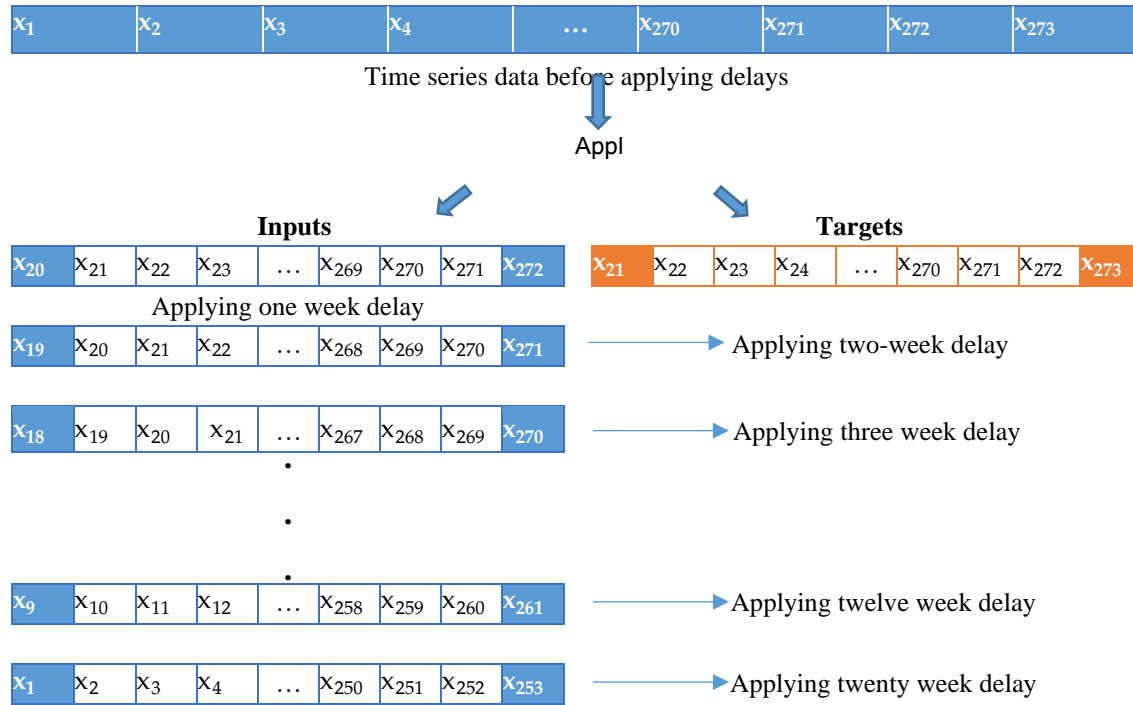 x₁ x₂ x₃ x₄ … x₂₇₀ x₂₇₁ x₂₇₂ x₂₇₃
Time series data before applying delays
Appl
Inputs Targets
x₂₀ x₂₁ x₂₂ x₂₃ … x₂₆₉ x₂₇₀ x₂₇₁ x₂₇₂ x₂₁ x₂₂ x₂₃ x₂₄ … x₂₇₀ x₂₇₁ x₂₇₂ x₂₇₃
Applying one week delay
x₁₉ x₂₀ x₂₁ x₂₂ … x₂₆₈ x₂₆₉ x₂₇₀ x₂₇₁ Applying two-week delay
x₁₈ x₁₉ x₂₀ x₂₁ … x₂₆₇ x₂₆₈ x₂₆₉ x₂₇₀ Applying three week delay
.
.
.
x₉ x₁₀ x₁₁ x₁₂ … x₂₅₈ x₂₅₉ x₂₆₀ x₂₆₁ Applying twelve week delay
x₁ x₂ x₃ x₄ … x₂₅₀ x₂₅₁ x₂₅₂ x₂₅₃ Applying twenty week delay